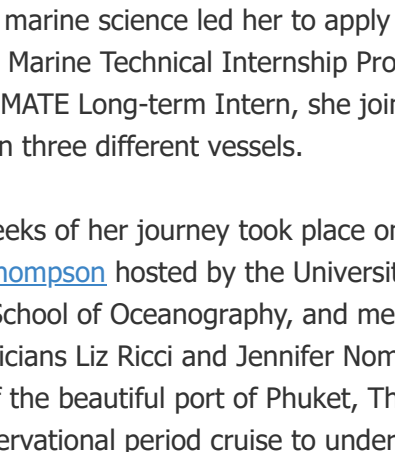 marine science led her to apply
Marine Technical Internship Pro
MATE Long-term Intern, she joi
n three different vessels.
eeks of her journey took place o
hompson hosted by the Universit
School of Oceanography, and me
icians Liz Ricci and Jennifer Nom
f the beautiful port of Phuket, Th
ervational period cruise to under